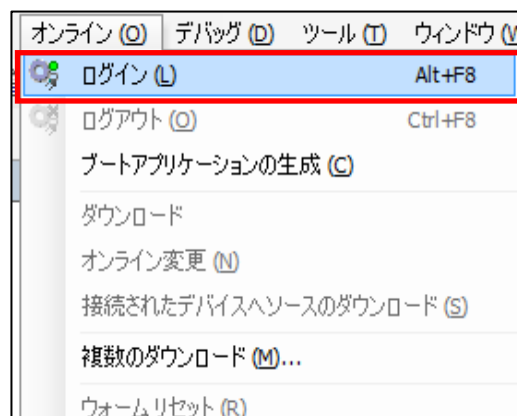 オンライン (O) デバッグ (D) ツール (T) ウィンドウ (W
ログイン (L) Alt+F8
ログアウト (O) Ctrl+F8
ブートアプリケーションの生成 (C)
ダウンロード
オンライン変更 (N)
接続されたデバイスへソースのダウンロード (S)
複数のダウンロード (M)...
ウォームリセット (R)